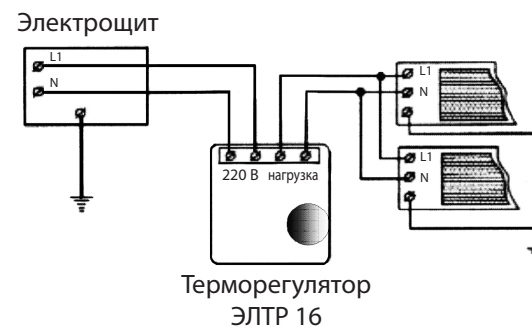 Электрощит
L1
N
L1
N
220 В нагрузка
L1
N
Терморегулятор
ЭЛТР 16